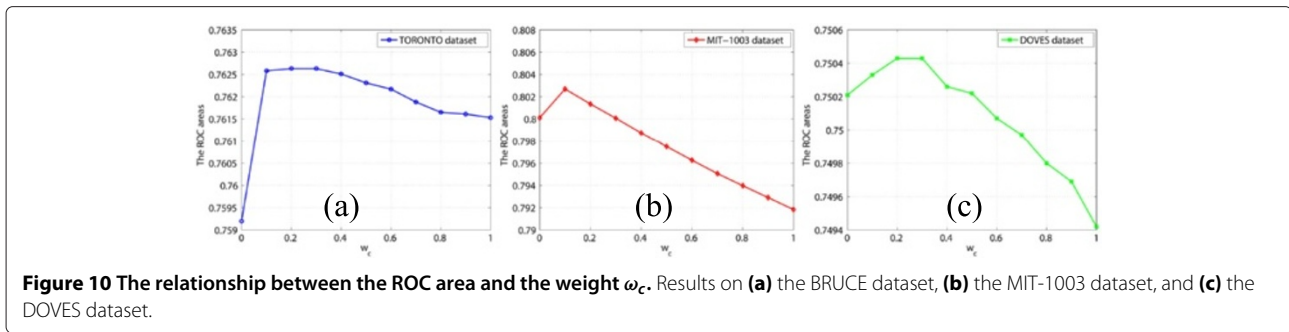 0.7635
0.763
0.7625
0.762
0.7615
0.761
0.7605
0.76
0.7595
0.759
The ROC areas
0 0.2 0.4 0.6 0.8 1
w_c
TORONTO dataset
(a)
0.808
0.806
0.804
0.802
0.8
0.798
0.796
0.794
0.792
0.79
The ROC areas
0 0.2 0.4 0.6 0.8 1
w_c
MIT-1003 dataset
(b)
0.7506
0.7504
0.7502
0.75
0.7498
0.7496
0.7494
The ROC areas
0 0.2 0.4 0.6 0.8 1
w_c
DOVES dataset
(c)
Figure 10 The relationship between the ROC area and the weight ω_c. Results on (a) the BRUCE dataset, (b) the MIT-1003 dataset, and (c) the
DOVES dataset.